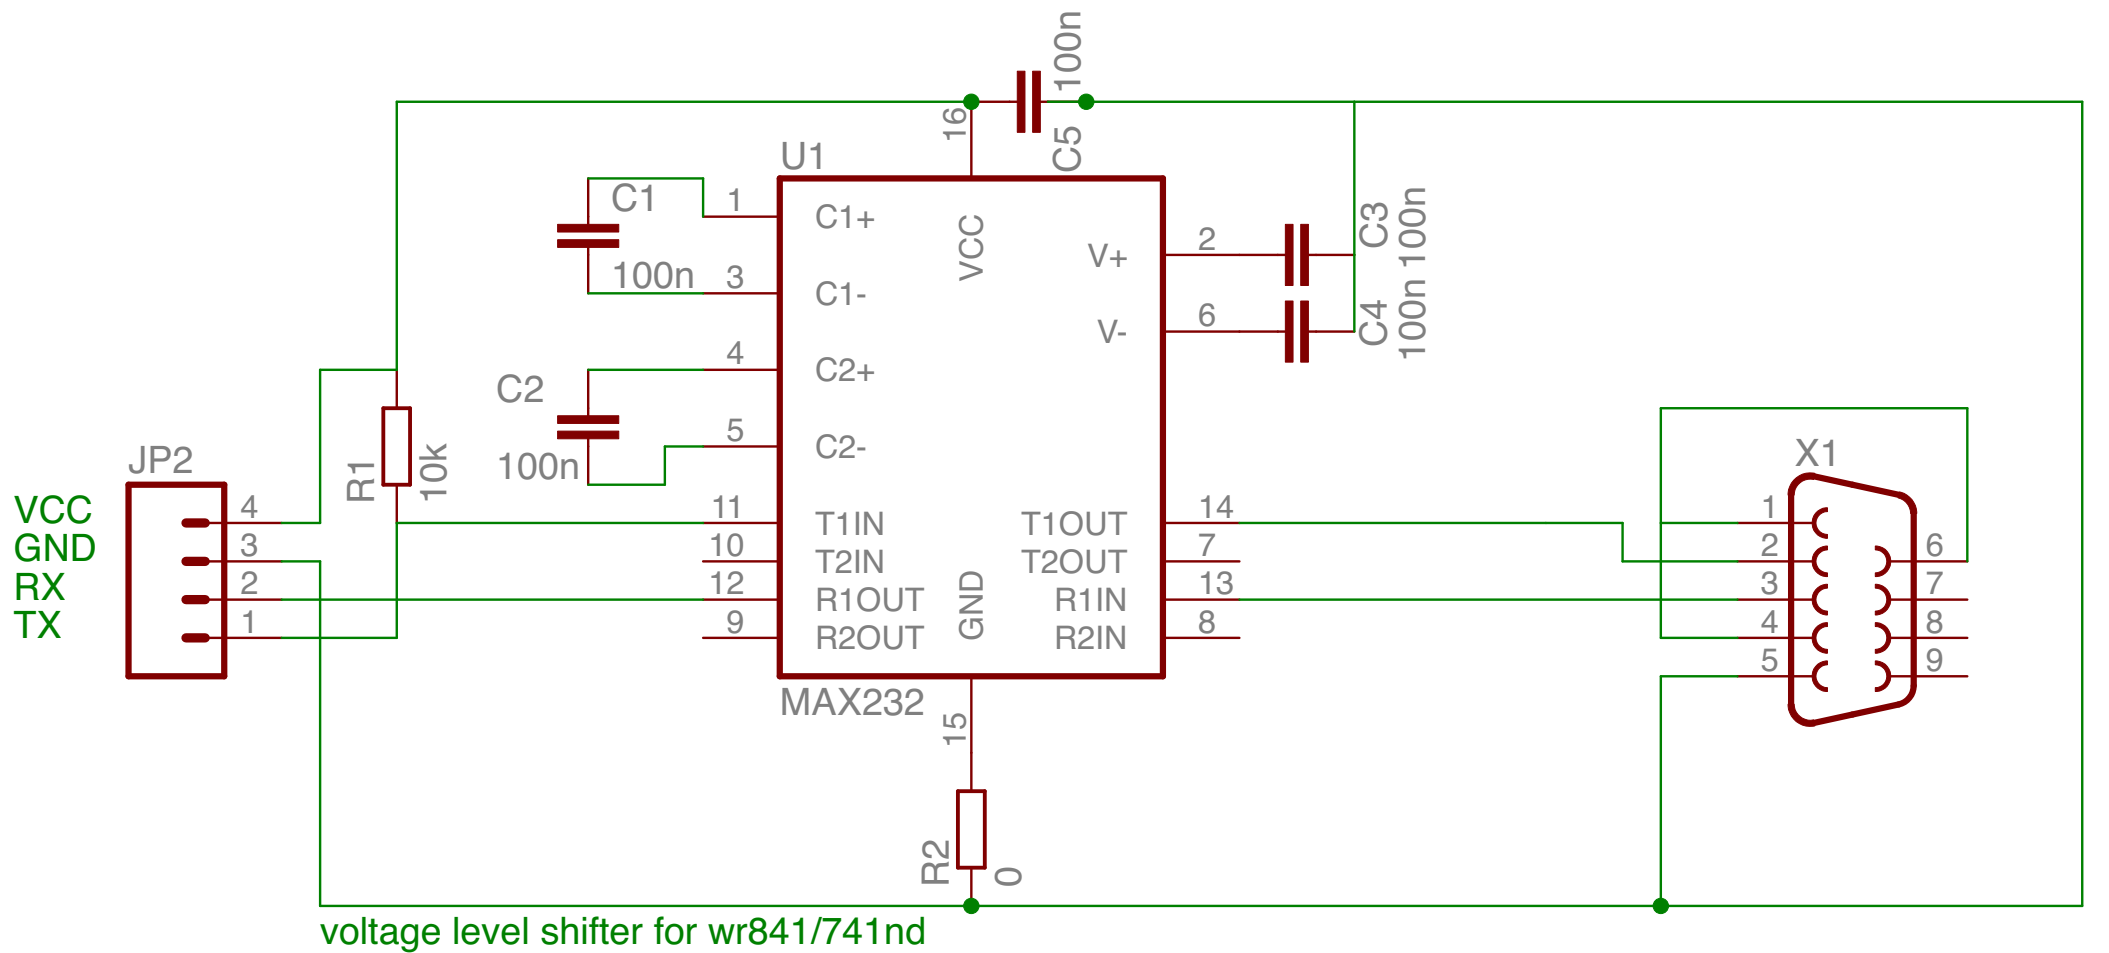 100n
C5
16
U1
C1
100n
1
3
C1+
C1-
VCC
V+
V-
2
6
C3
100n
C4
100n
C2
100n
4
5
C2+
C2-
R1
10k
JP2
VCC
GND
RX
TX
4
3
2
1
11
10
12
9
T1IN
T2IN
R1OUT
R2OUT
GND
T1OUT
T2OUT
R1IN
R2IN
14
7
13
8
X1
1
2
3
4
5
6
7
8
9
MAX232
15
R2
0
voltage level shifter for wr841/741nd